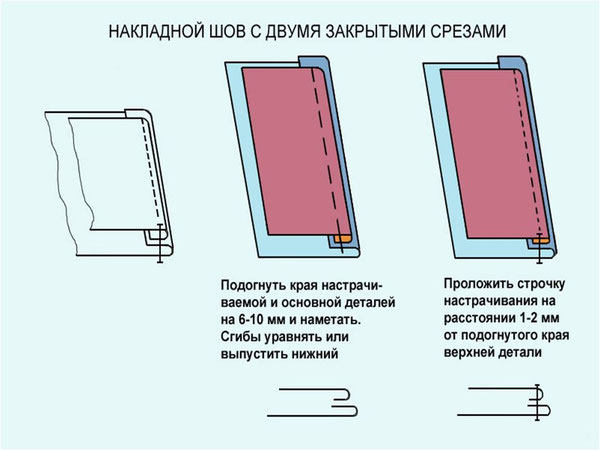 НАКЛАДНОЙ ШОВ С ДВУМЯ ЗАКРЫТЫМИ СРЕЗАМИ
Подогнуть края настрачи-
ваемой и основной деталей
на 6-10 мм и наметать.
Сгибы уравнять или
выпустить нижний
Проложить строчку
настрачивания на
расстоянии 1-2 мм
от подогнутого края
верхней детали